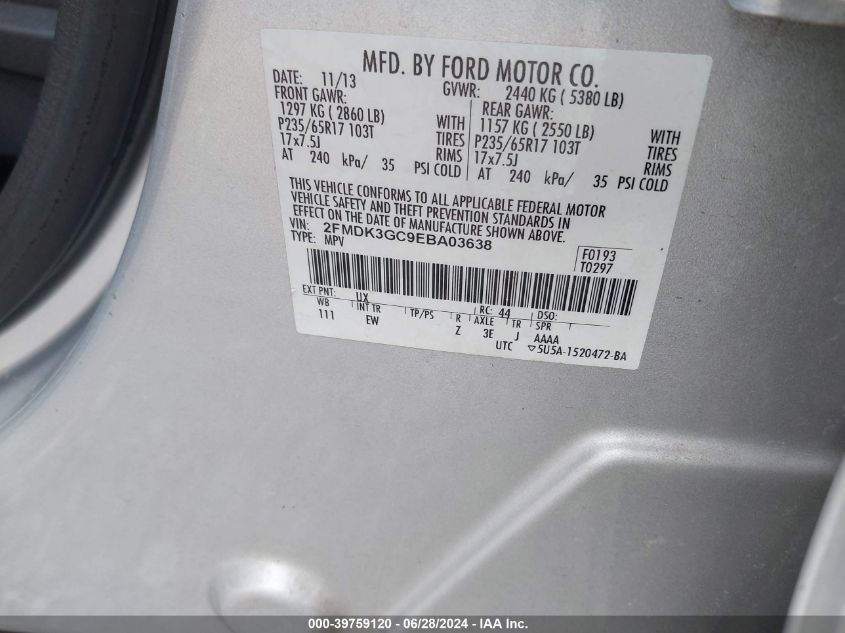 MFD. BY FORD MOTOR CO.
DATE: 11/13 GVWR: 2440 KG ( 5380 LB)
FRONT GAWR: REAR GAWR:
1297 KG ( 2860 LB) WITH 1157 KG ( 2550 LB) WITH
P235/65R17 103T TIRES P235/65R17 103T TIRES
17x7.5J RIMS 17x7.5J RIMS
AT 240 kPa/ 35 PSI COLD AT 240 kPa/ 35 PSI COLD
THIS VEHICLE CONFORMS TO ALL APPLICABLE FEDERAL MOTOR
VEHICLE SAFETY AND THEFT PREVENTION STANDARDS IN
EFFECT ON THE DATE OF MANUFACTURE SHOWN ABOVE.
VIN: 2FMDK3GC9EBA03638
TYPE: MPV
F0193
T0297
EXT PNT: UX RC: 44 DSO:
WB INT TR TP/PS R AXLE TR SPR
111 EW Z 3E J AAAA
UTC ▽5U5A-1520472-BA
000-39759120 - 06/28/2024 - IAA Inc.